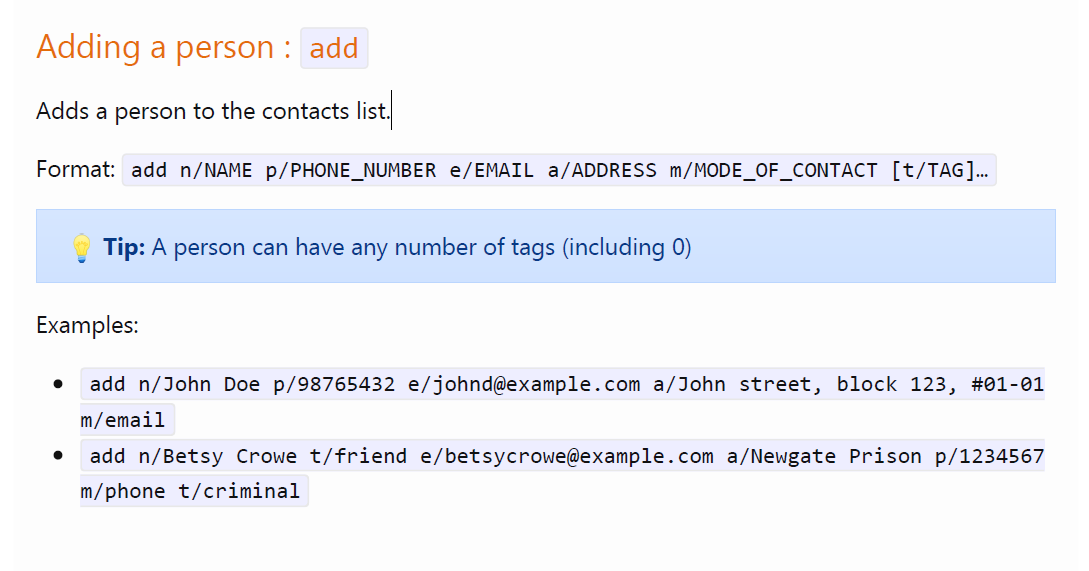 Adding a person : add
Adds a person to the contacts list.
Format: add n/NAME p/PHONE_NUMBER e/EMAIL a/ADDRESS m/MODE_OF_CONTACT [t/TAG]…
Tip: A person can have any number of tags (including 0)
Examples:
add n/John Doe p/98765432 e/johnd@example.com a/John street, block 123, #01-01
m/email
add n/Betsy Crowe t/friend e/betsycrowe@example.com a/Newgate Prison p/1234567
m/phone t/criminal